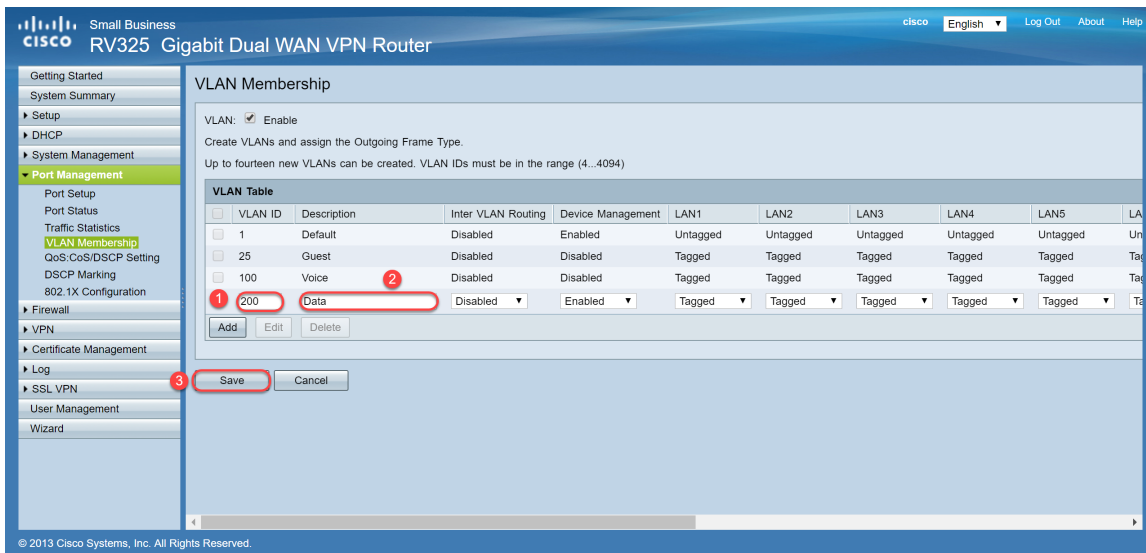 Small Business
cisco English Log Out About Help
CISCO RV325 Gigabit Dual WAN VPN Router
Getting Started
System Summary
Setup
DHCP
System Management
Port Management
Port Setup
Port Status
Traffic Statistics
VLAN Membership
QoS:CoS/DSCP Setting
DSCP Marking
802.1X Configuration
Firewall
VPN
Certificate Management
Log
SSL VPN
User Management
Wizard
VLAN Membership
VLAN: Enable
Create VLANs and assign the Outgoing Frame Type.
Up to fourteen new VLANs can be created. VLAN IDs must be in the range (4...4094)
VLAN Table
VLAN ID Description Inter VLAN Routing Device Management LAN1 LAN2 LAN3 LAN4 LAN5 LA
1 Default Disabled Enabled Untagged Untagged Untagged Untagged Untagged Un
25 Guest Disabled Disabled Tagged Tagged Tagged Tagged Tagged Tag
100 Voice Disabled Disabled Tagged Tagged Tagged Tagged Tagged Tag
2
1 200 Data Disabled Enabled Tagged Tagged Tagged Tagged Tagged Ta
Add Edit Delete
3 Save Cancel
© 2013 Cisco Systems, Inc. All Rights Reserved.